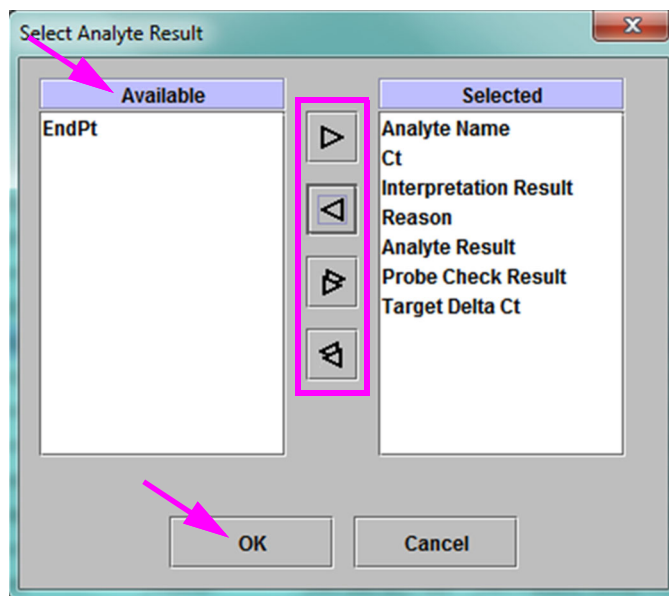 Select Analyte Result
Available
EndPt
Selected
Analyte Name
Ct
Interpretation Result
Reason
Analyte Result
Probe Check Result
Target Delta Ct
OK
Cancel